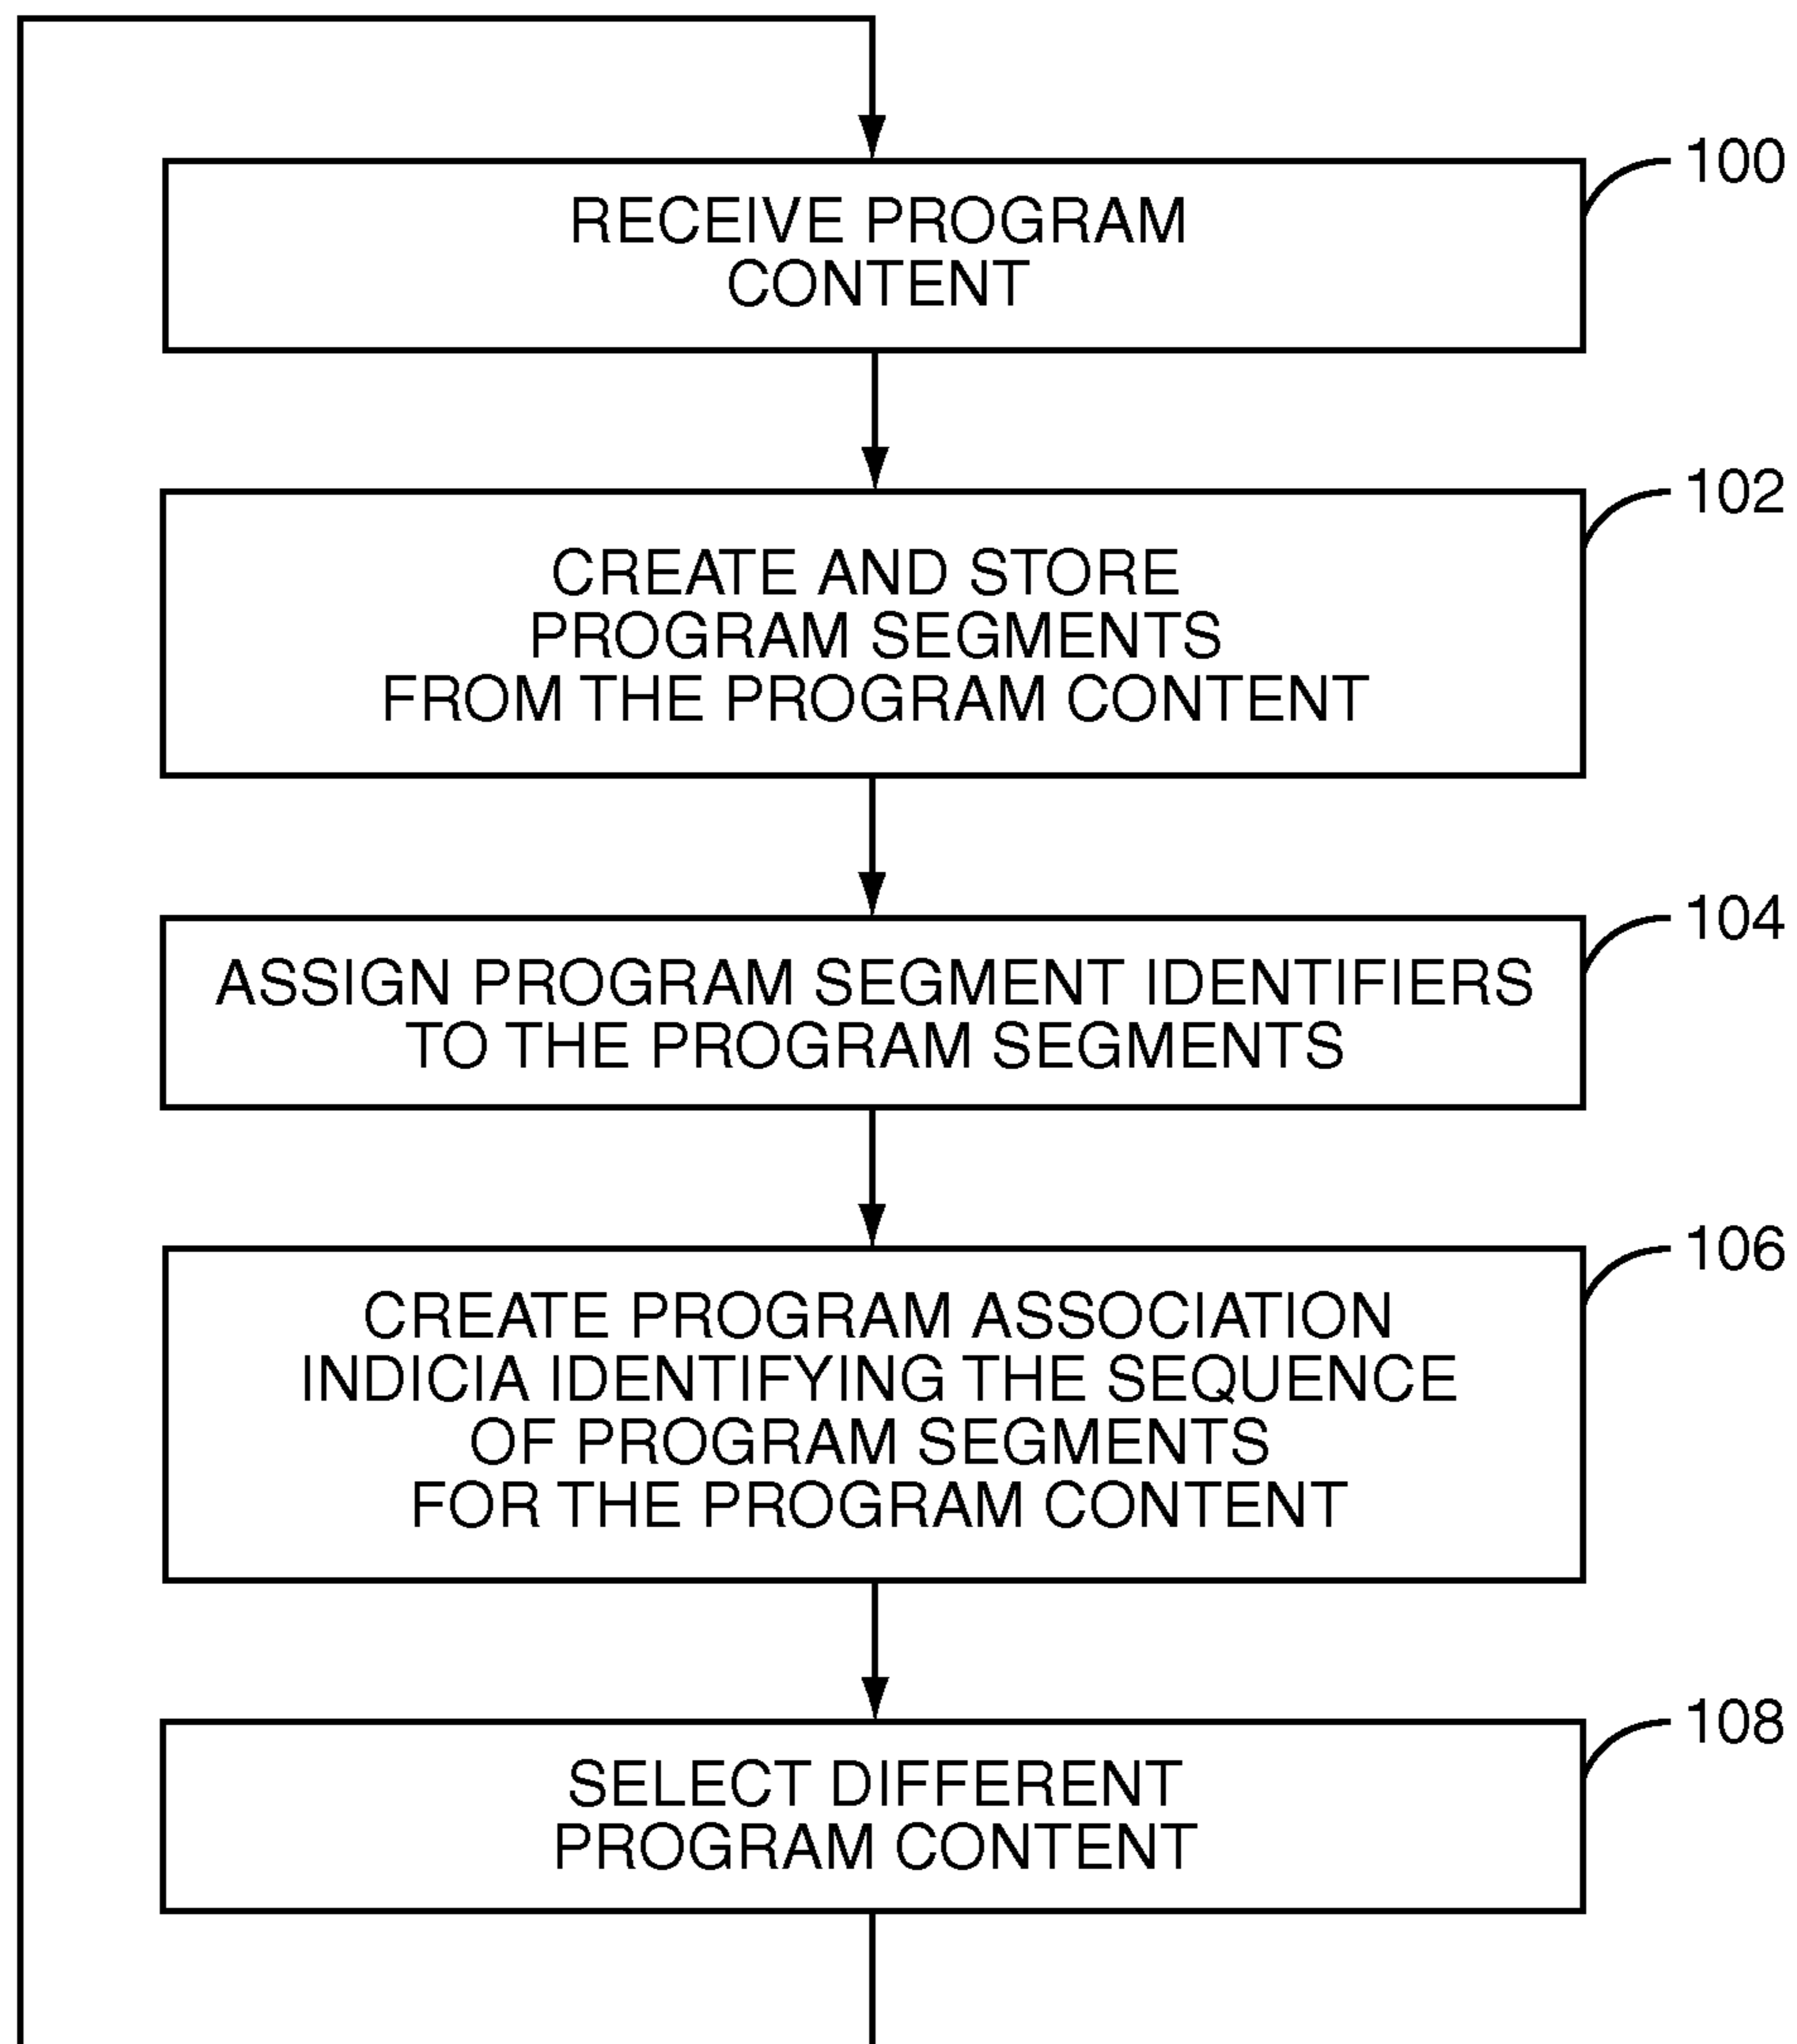 100
RECEIVE PROGRAM
CONTENT
102
CREATE AND STORE
PROGRAM SEGMENTS
FROM THE PROGRAM CONTENT
104
ASSIGN PROGRAM SEGMENT IDENTIFIERS
TO THE PROGRAM SEGMENTS
106
CREATE PROGRAM ASSOCIATION
INDICIA IDENTIFYING THE SEQUENCE
OF PROGRAM SEGMENTS
FOR THE PROGRAM CONTENT
108
SELECT DIFFERENT
PROGRAM CONTENT